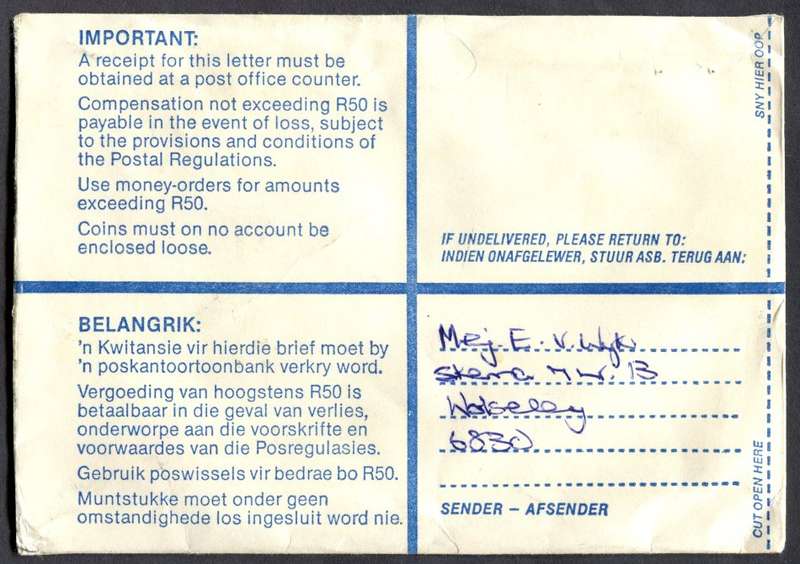 IMPORTANT:
A receipt for this letter must be
obtained at a post office counter.
Compensation not exceeding R50 is
payable in the event of loss, subject
to the provisions and conditions of
the Postal Regulations.
Use money-orders for amounts
exceeding R50.
Coins must on no account be
enclosed loose.
BELANGRIK:
'n Kwitansie vir hierdie brief moet by
'n poskantoortoonbank verkry word.
Vergoeding van hoogstens R50 is
betaalbaar in die geval van verlies,
onderworpe aan die voorskrifte en
voorwaardes van die Posregulasies.
Gebruik poswissels vir bedrae bo R50.
Muntstukke moet onder geen
omstandighede los ingesluit word nie.
IF UNDELIVERED, PLEASE RETURN TO:
INDIEN ONAFGELEWER, STUUR ASB. TERUG AAN:
Mej. E. v. Wyk
13
Wolseley
6830
SENDER – AFSENDER
SNY HIER OOP
CUT OPEN HERE